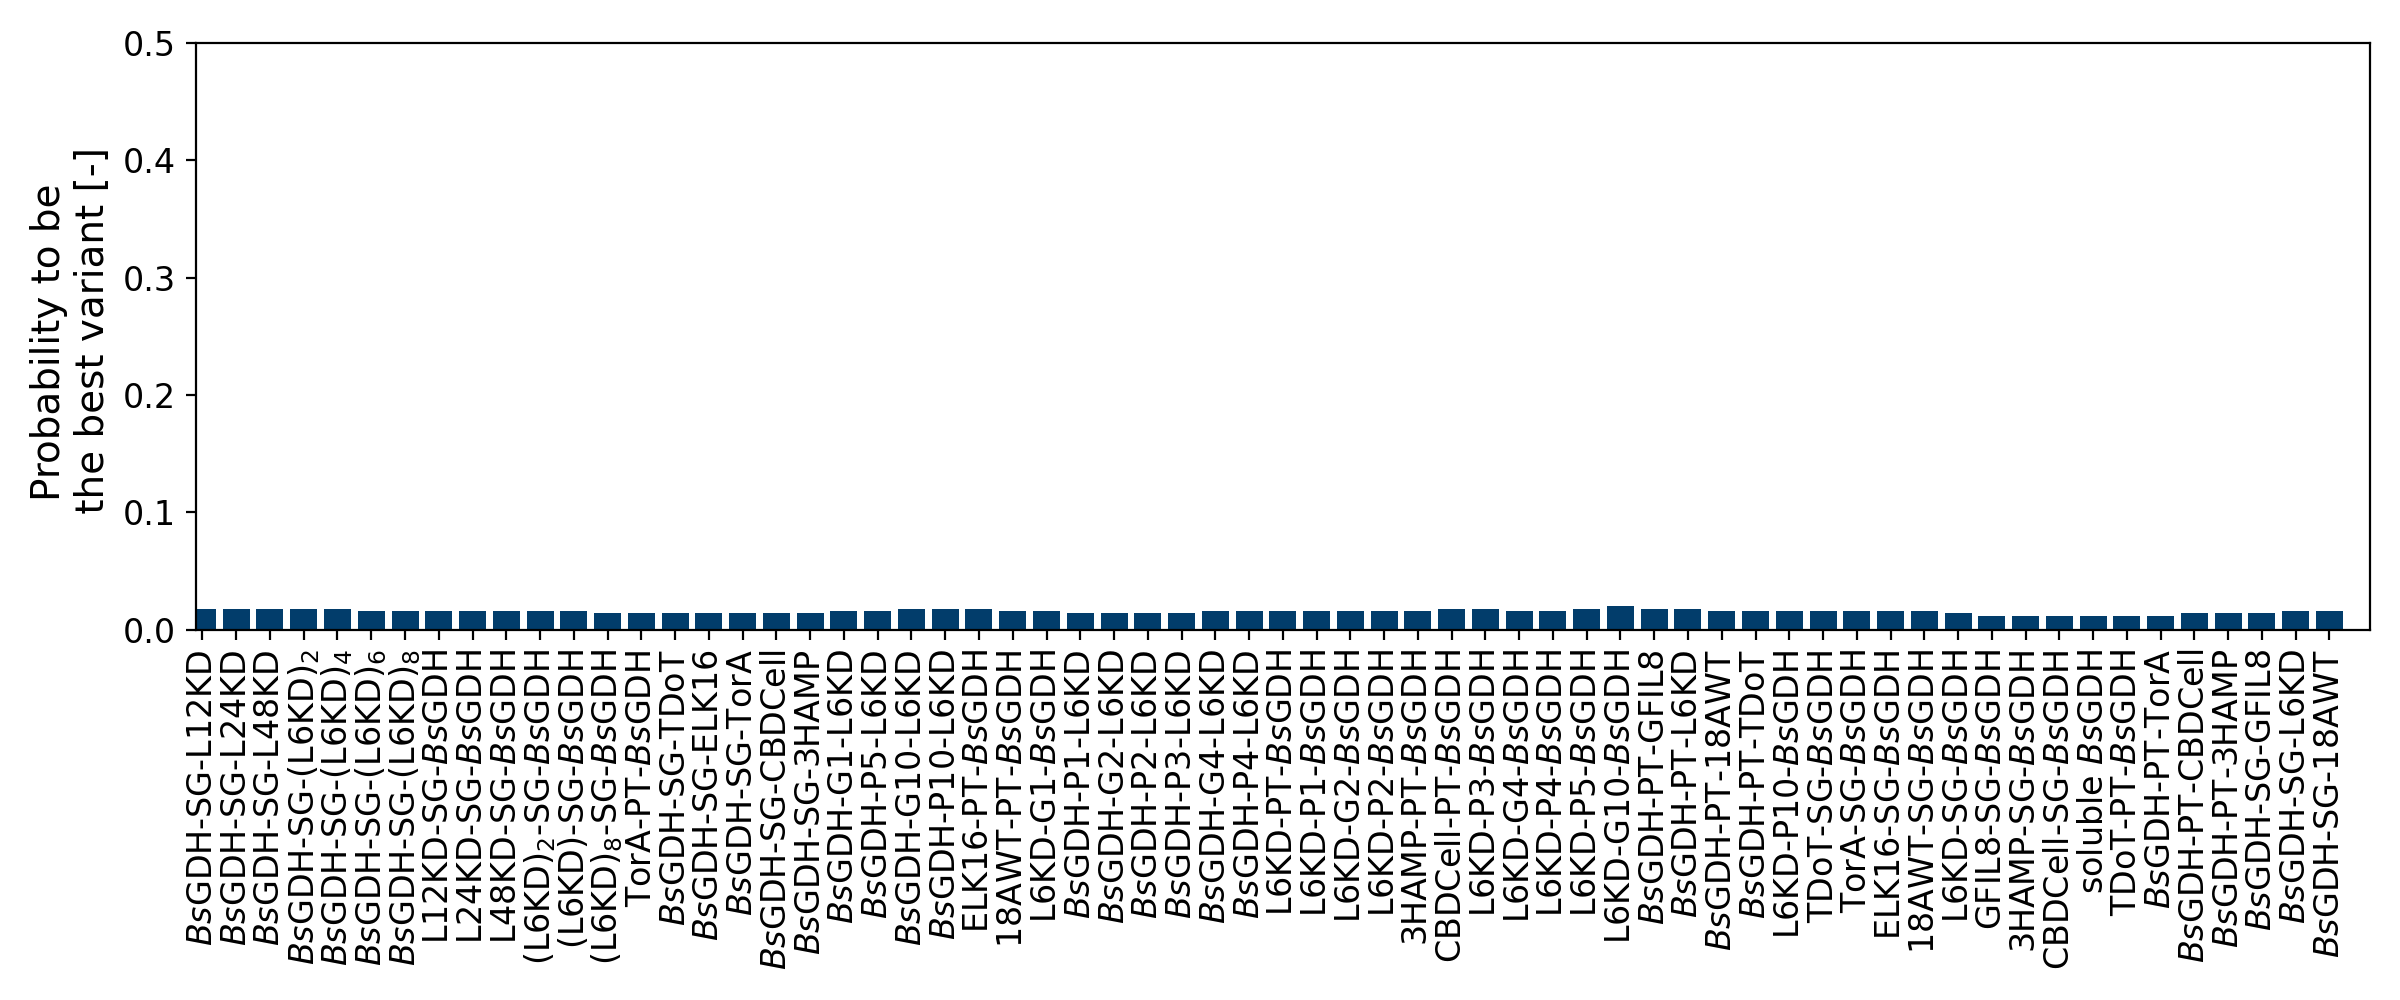 Probability to be
the best variant [-]
0.5
0.4
0.3
0.2
0.1
0.0
BsGDH-SG-L12KD
BsGDH-SG-L24KD
BsGDH-SG-L48KD
BsGDH-SG-(L6KD)₂
BsGDH-SG-(L6KD)₄
BsGDH-SG-(L6KD)₆
BsGDH-SG-(L6KD)₈
L12KD-SG-BsGDH
L24KD-SG-BsGDH
L48KD-SG-BsGDH
(L6KD)₂-SG-BsGDH
(L6KD)-SG-BsGDH
(L6KD)₈-SG-BsGDH
TorA-PT-BsGDH
BsGDH-SG-TDoT
BsGDH-SG-ELK16
BsGDH-SG-TorA
BsGDH-SG-CBDCell
BsGDH-SG-3HAMP
BsGDH-G1-L6KD
BsGDH-P5-L6KD
BsGDH-G10-L6KD
BsGDH-P10-L6KD
ELK16-PT-BsGDH
18AWT-PT-BsGDH
L6KD-G1-BsGDH
BsGDH-P1-L6KD
BsGDH-G2-L6KD
BsGDH-P2-L6KD
BsGDH-P3-L6KD
BsGDH-G4-L6KD
BsGDH-P4-L6KD
L6KD-PT-BsGDH
L6KD-P1-BsGDH
L6KD-G2-BsGDH
L6KD-P2-BsGDH
3HAMP-PT-BsGDH
CBDCell-PT-BsGDH
L6KD-P3-BsGDH
L6KD-G4-BsGDH
L6KD-P4-BsGDH
L6KD-P5-BsGDH
L6KD-G10-BsGDH
BsGDH-PT-GFIL8
BsGDH-PT-L6KD
BsGDH-PT-18AWT
BsGDH-PT-TDoT
L6KD-P10-BsGDH
TDoT-SG-BsGDH
TorA-SG-BsGDH
ELK16-SG-BsGDH
18AWT-SG-BsGDH
L6KD-SG-BsGDH
GFIL8-SG-BsGDH
3HAMP-SG-BsGDH
CBDCell-SG-BsGDH
soluble BsGDH
TDoT-PT-BsGDH
BsGDH-PT-TorA
BsGDH-PT-CBDCell
BsGDH-PT-3HAMP
BsGDH-SG-GFIL8
BsGDH-SG-L6KD
BsGDH-SG-18AWT